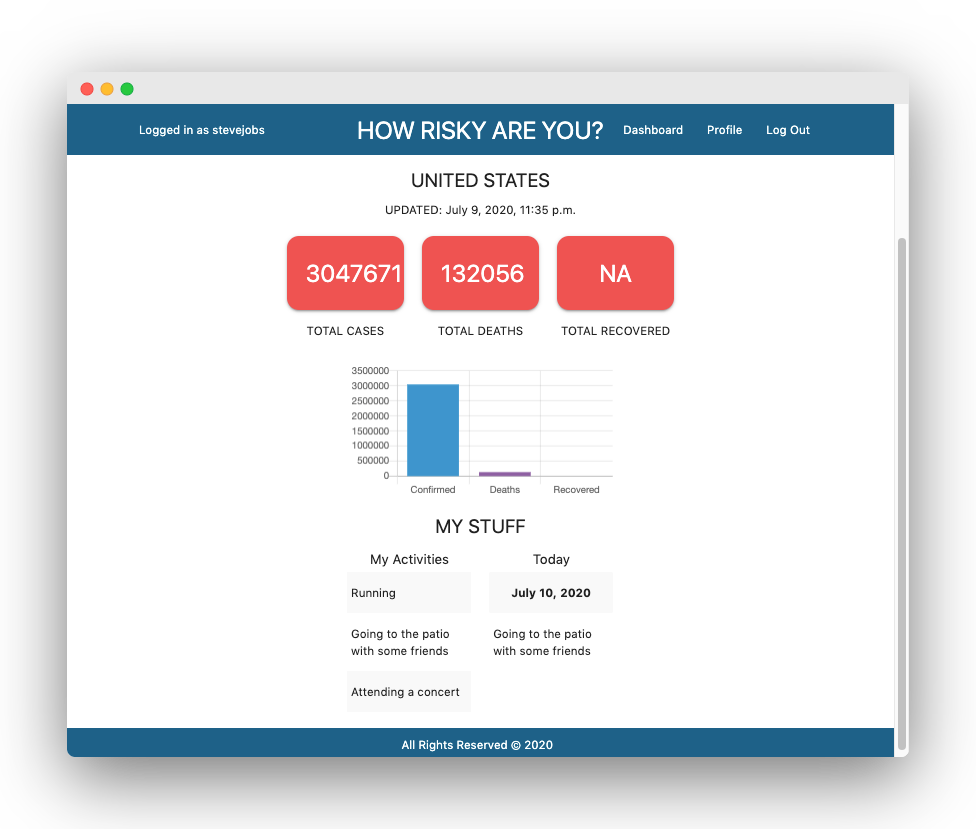 Logged in as stevejobs
HOW RISKY ARE YOU?
Dashboard
Profile
Log Out
UNITED STATES
UPDATED: July 9, 2020, 11:35 p.m.
3047671
132056
NA
TOTAL CASES
TOTAL DEATHS
TOTAL RECOVERED
3500000
3000000
2500000
2000000
1500000
1000000
500000
0
Confirmed
Deaths
Recovered
MY STUFF
My Activities
Running
Going to the patio
with some friends
Attending a concert
Today
July 10, 2020
Going to the patio
with some friends
All Rights Reserved © 2020